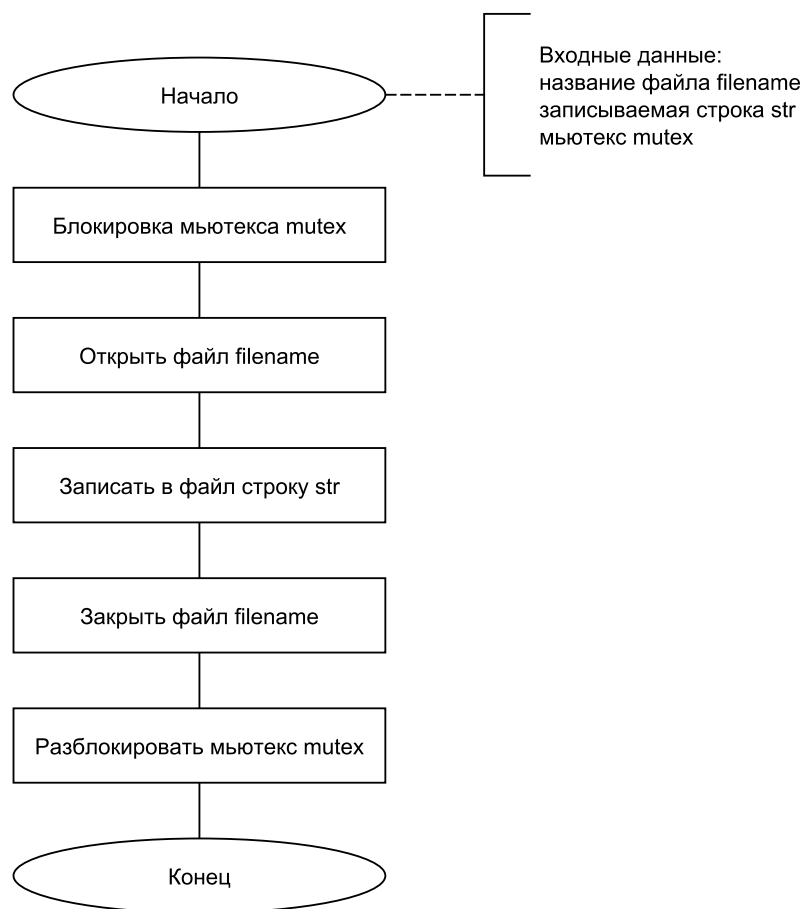 Начало
Входные данные:
название файла filename
записываемая строка str
мьютекс mutex
Блокировка мьютекса mutex
Открыть файл filename
Записать в файл строку str
Закрыть файл filename
Разблокировать мьютекс mutex
Конец